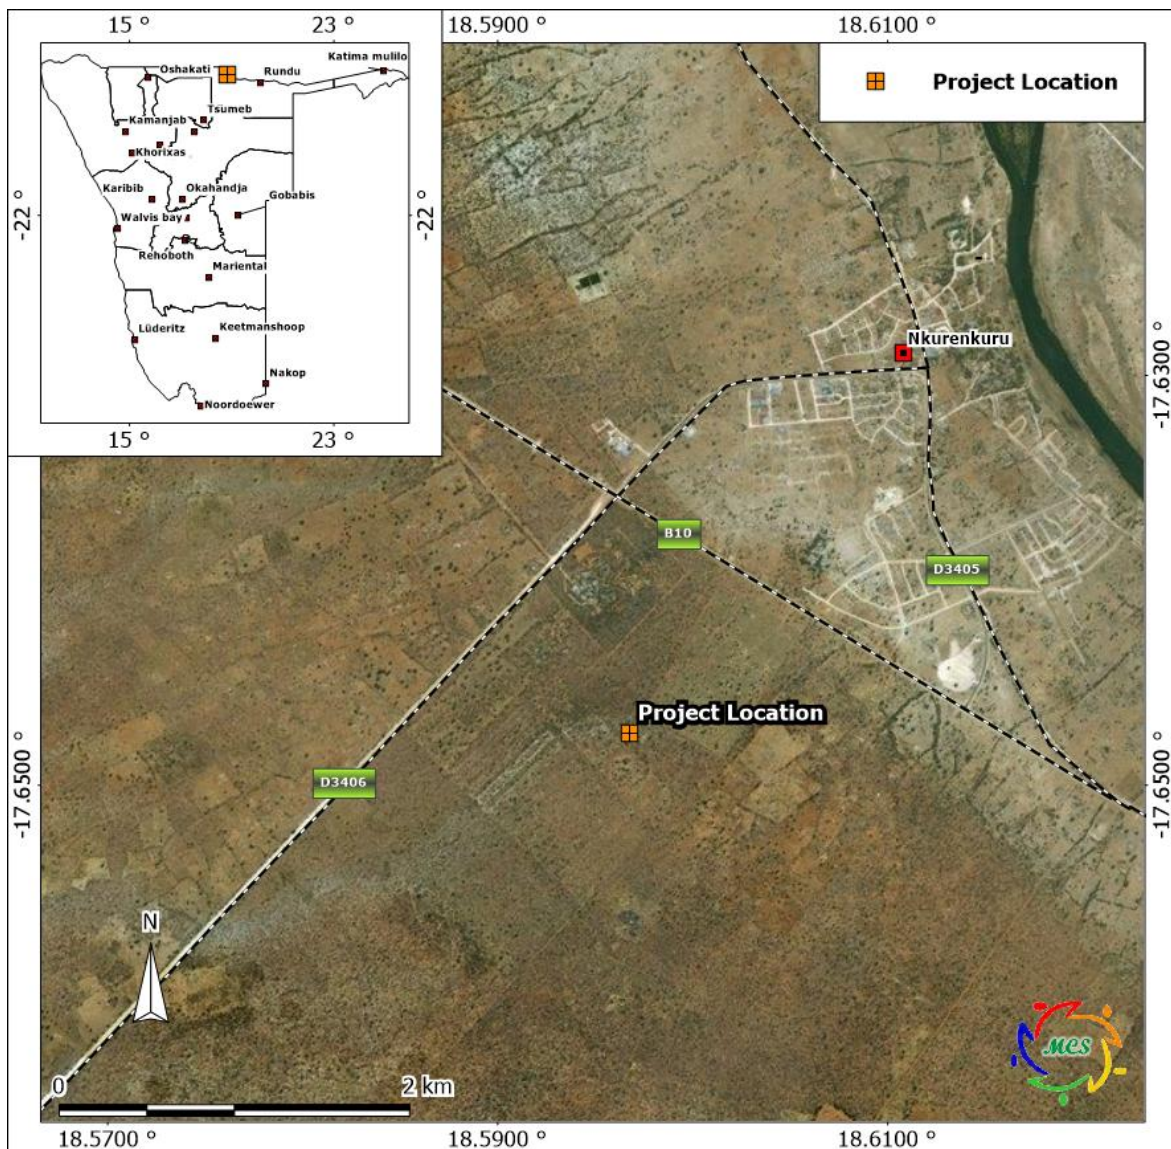 15 °
23 °
18.5900 °
18.6100 °
Katima mulilo
Oshakati
Rundu
Tsumeb
Kamanjab
Khorixas
Karibib
Okahandja
Gobabis
Walvis bay
Rehoboth
Mariental
Lüderitz
Keetmanshoop
Nakop
Noordoewer
-22 °
-22 °
15 °
23 °
Project Location
Nkurenkuru
-17.6300 °
B10
D3405
Project Location
D3406
-17.6500 °
-17.6500 °
N
MCS
0
2 km
18.5700 °
18.5900 °
18.6100 °